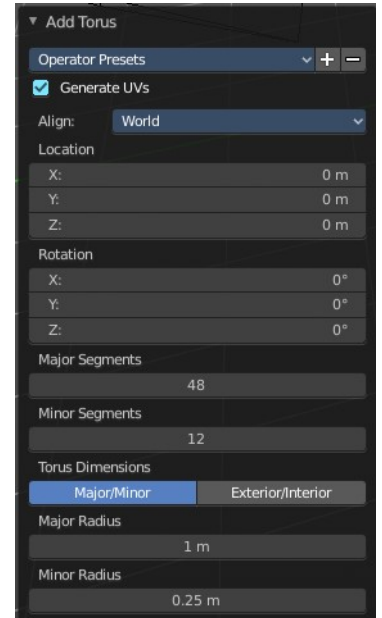 Add Torus
Operator Presets
Generate UVs
Align: World
Location
X: 0 m
Y: 0 m
Z: 0 m
Rotation
X: 0°
Y: 0°
Z: 0°
Major Segments
48
Minor Segments
12
Torus Dimensions
Major/Minor Exterior/Interior
Major Radius
1 m
Minor Radius
0.25 m